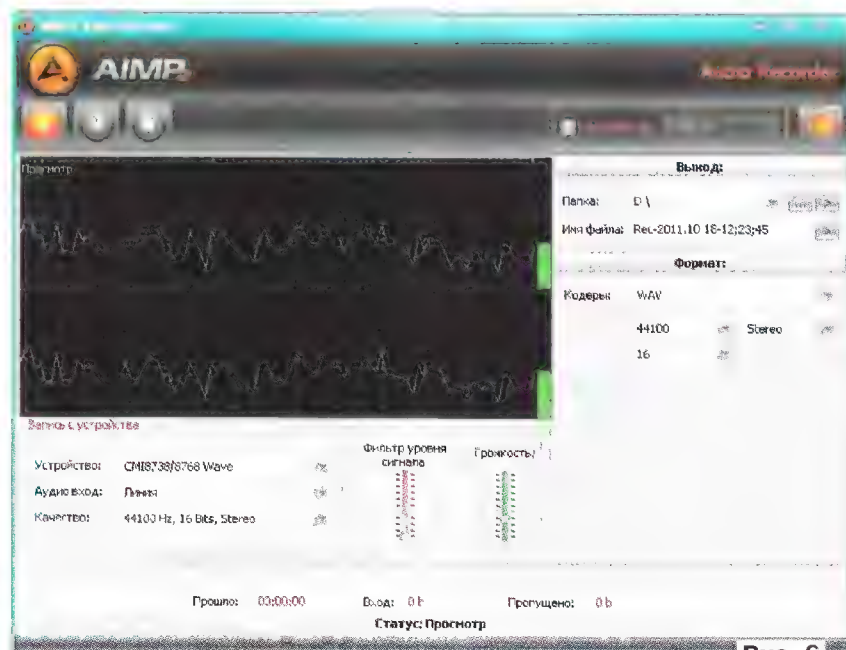 AIMP
Audio Recorder
Просмотр
Выход:
Папка: D:\
Имя файла: Rec-2011.10 18-12;23;45
Формат:
Кодеры: WAV
44100 Stereo
16
Запись с устройства
Устройство: CMI8738/8768 Wave
Аудио вход: Линия
Качество: 44100 Hz, 16 Bits, Stereo
Фильтр уровня сигнала
Громкость:
Прошло: 00:00:00 Вход: 0 b Пропущено: 0 b
Статус: Просмотр